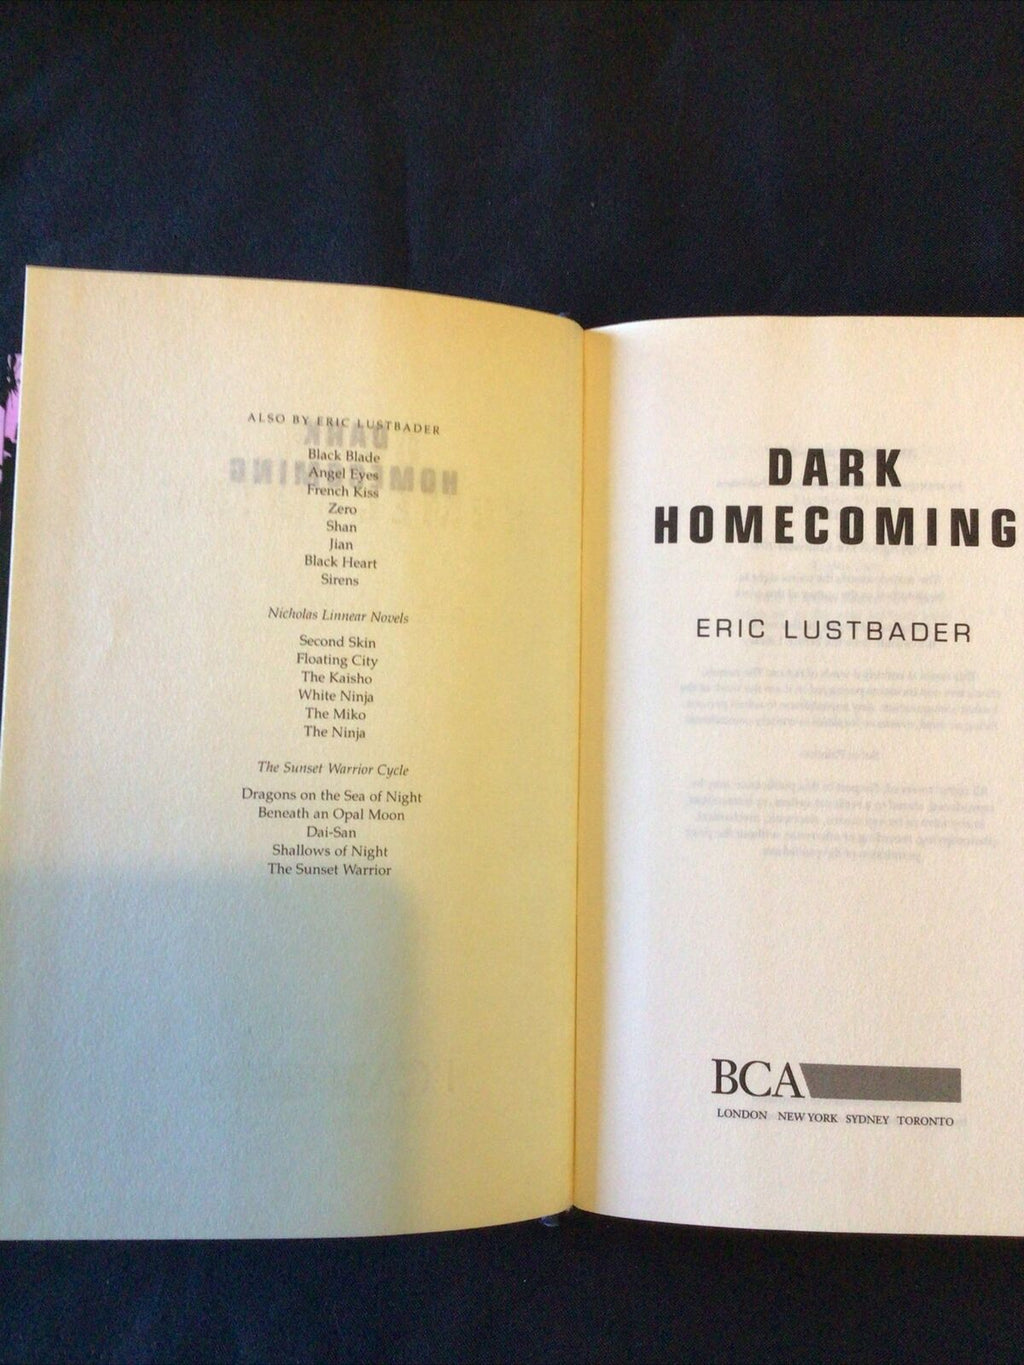 ALSO BY ERIC LUSTBADER
Black Blade
Angel Eyes
French Kiss
Zero
Shan
Jian
Black Heart
Sirens
Nicholas Linnear Novels
Second Skin
Floating City
The Kaisho
White Ninja
The Miko
The Ninja
The Sunset Warrior Cycle
Dragons on the Sea of Night
Beneath an Opal Moon
Dai-San
Shallows of Night
The Sunset Warrior
DARK
HOMECOMING
ERIC LUSTBADER
BCA
LONDON NEW YORK SYDNEY TORONTO